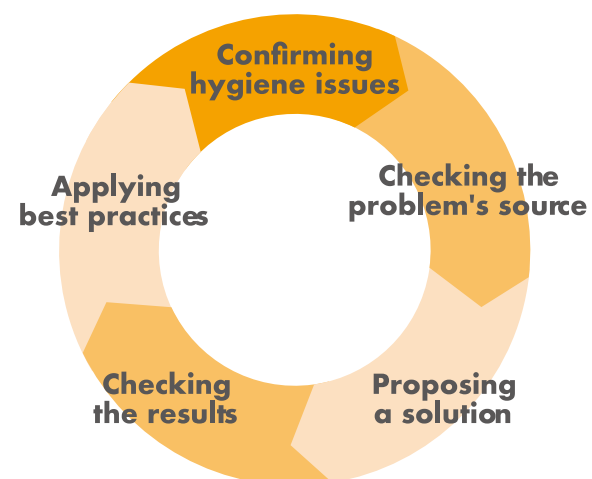 Confirming
hygiene issues
Checking the
problem's source
Proposing
a solution
Checking
the results
Applying
best practices